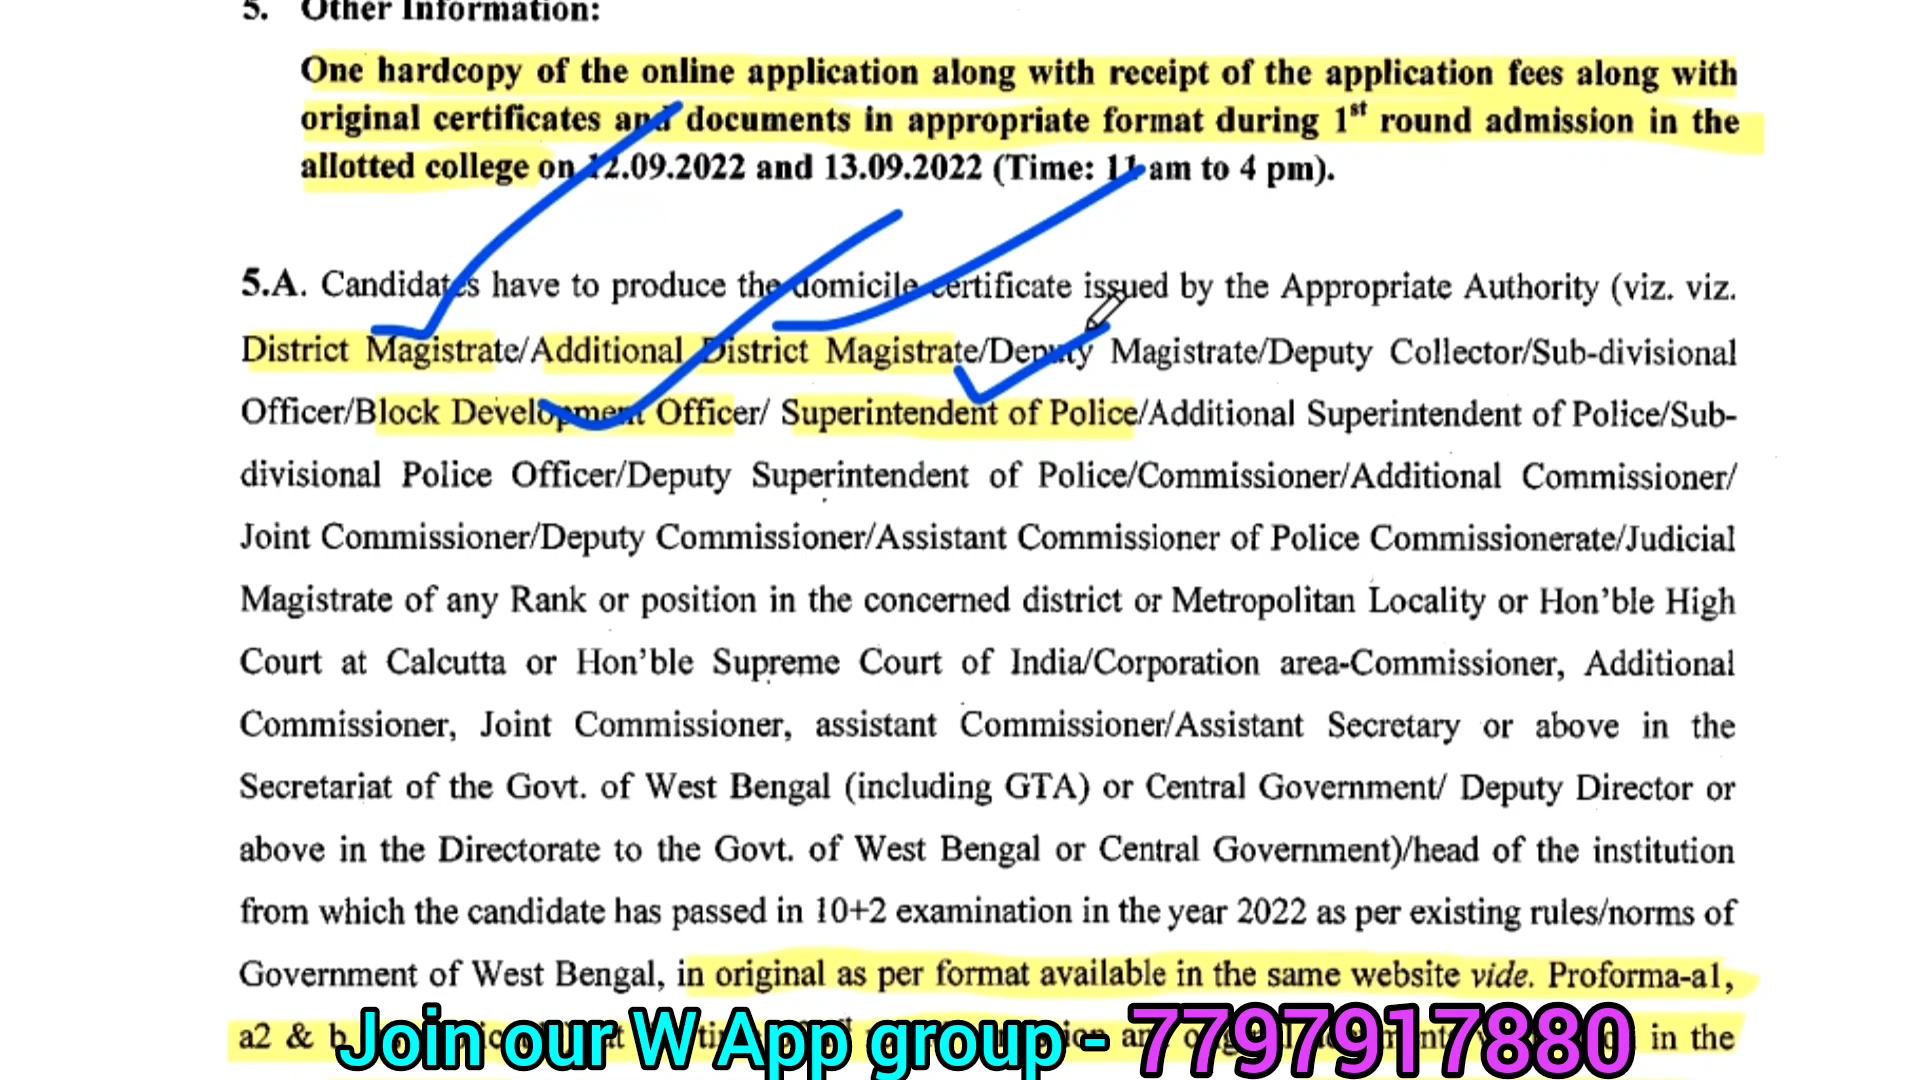 5. Other Information:
One hardcopy of the online application along with receipt of the application fees along with
original certificates and documents in appropriate format during 1st round admission in the
allotted college on 12.09.2022 and 13.09.2022 (Time: 11 am to 4 pm).
5.A. Candidates have to produce the domicile certificate issued by the Appropriate Authority (viz. viz.
District Magistrate/Additional District Magistrate/Deputy Magistrate/Deputy Collector/Sub-divisional
Officer/Block Development Officer/ Superintendent of Police/Additional Superintendent of Police/Sub-
divisional Police Officer/Deputy Superintendent of Police/Commissioner/Additional Commissioner/
Joint Commissioner/Deputy Commissioner/Assistant Commissioner of Police Commissionerate/Judicial
Magistrate of any Rank or position in the concerned district or Metropolitan Locality or Hon'ble High
Court at Calcutta or Hon'ble Supreme Court of India/Corporation area-Commissioner, Additional
Commissioner, Joint Commissioner, assistant Commissioner/Assistant Secretary or above in the
Secretariat of the Govt. of West Bengal (including GTA) or Central Government/ Deputy Director or
above in the Directorate to the Govt. of West Bengal or Central Government)/head of the institution
from which the candidate has passed in 10+2 examination in the year 2022 as per existing rules/norms of
Government of West Bengal, in original as per format available in the same website vide. Proforma-a1,
a2 & b in the
Join our W App group - 7797917880